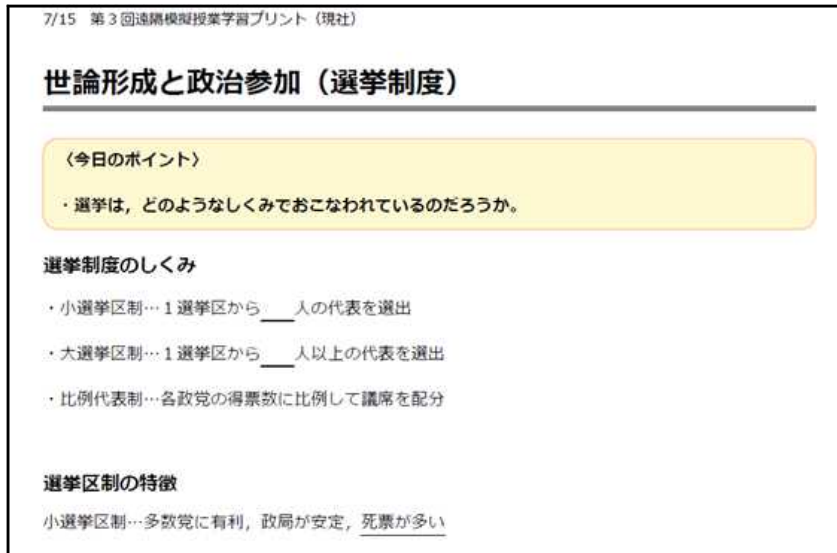 7/15 第3回遠隔模擬授業学習プリント（現社）
世論形成と政治参加（選挙制度）
〈今日のポイント〉
・選挙は，どのようなしくみでおこなわれているのだろうか。
選挙制度のしくみ
・小選挙区制…１選挙区から___人の代表を選出
・大選挙区制…１選挙区から___人以上の代表を選出
・比例代表制…各政党の得票数に比例して議席を配分
選挙区制の特徴
小選挙区制…多数党に有利，政局が安定，死票が多い